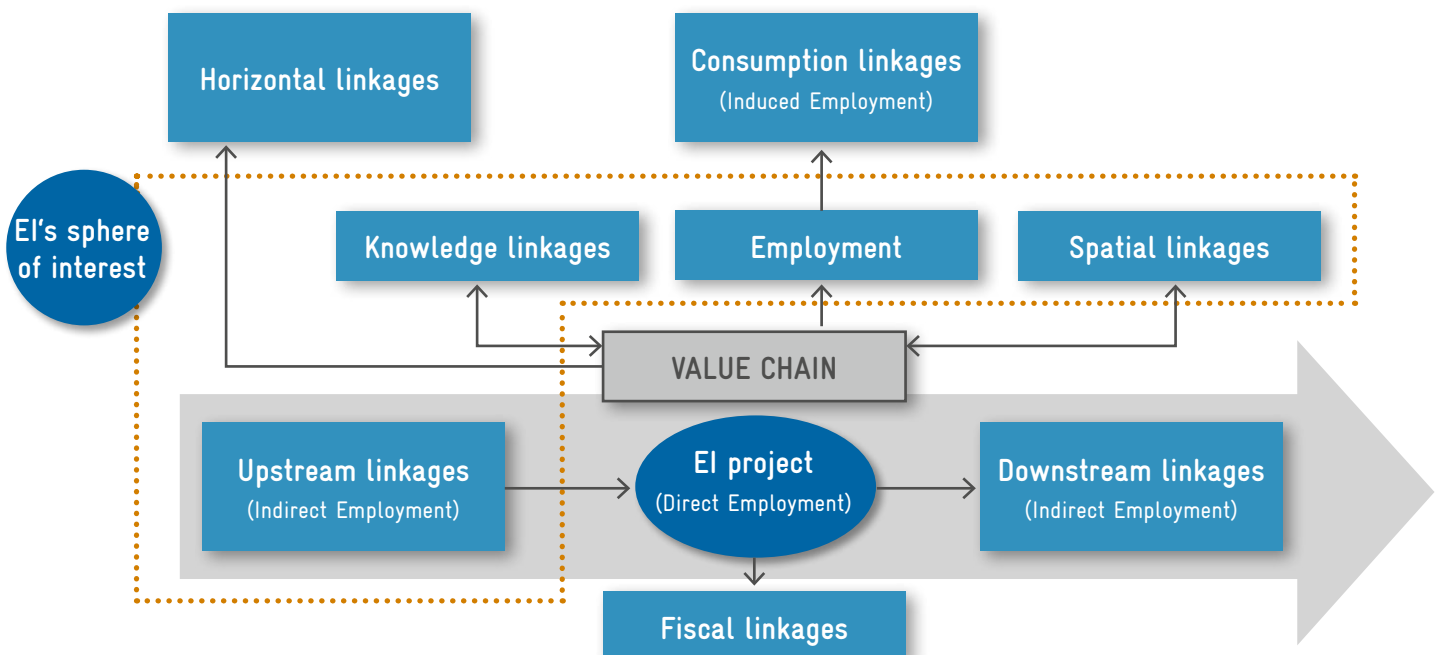 Horizontal linkages
Consumption linkages
(Induced Employment)
EI's sphere
of interest
Knowledge linkages
Employment
Spatial linkages
VALUE CHAIN
Upstream linkages
(Indirect Employment)
EI project
(Direct Employment)
Downstream linkages
(Indirect Employment)
Fiscal linkages